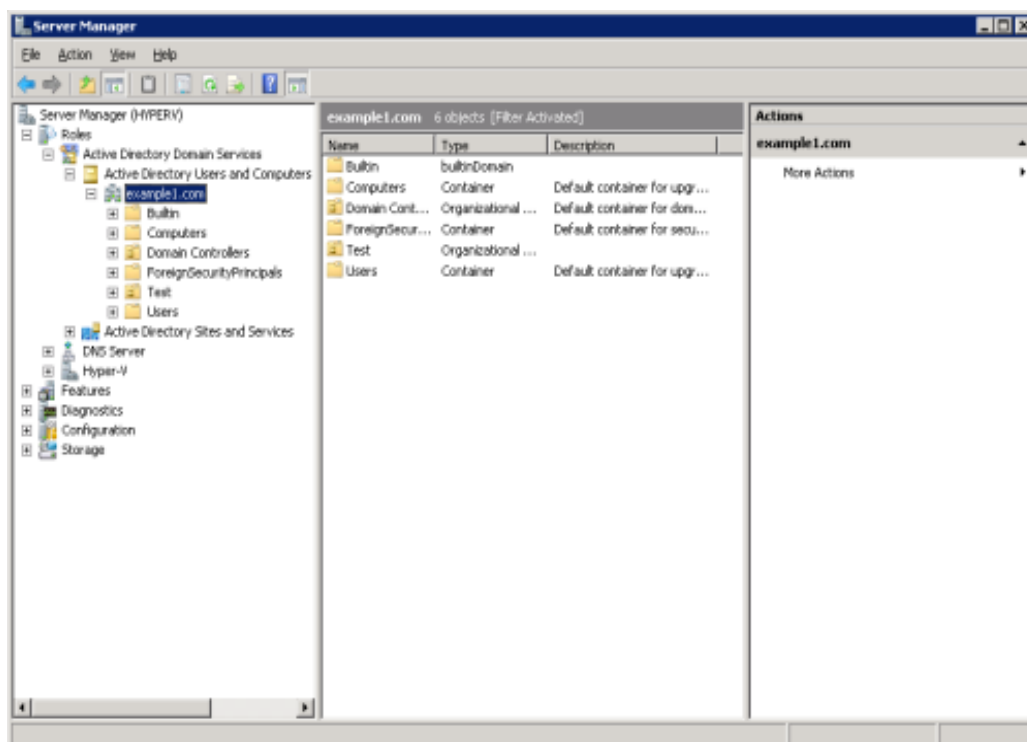 Server Manager
File Action View Help
Server Manager (HYPERV)
Roles
Active Directory Domain Services
Active Directory Users and Computers
example1.com
Builtin
Computers
Domain Controllers
ForeignSecurityPrincipals
Test
Users
Active Directory Sites and Services
DNS Server
Hyper-V
Features
Diagnostics
Configuration
Storage
example1.com 6 objects [Filter Activated]
Name Type Description
Builtin builtinDomain
Computers Container Default container for upgr...
Domain Cont... Organizational ... Default container for dom...
ForeignSecur... Container Default container for secu...
Test Organizational ...
Users Container Default container for upgr...
Actions
example1.com
More Actions